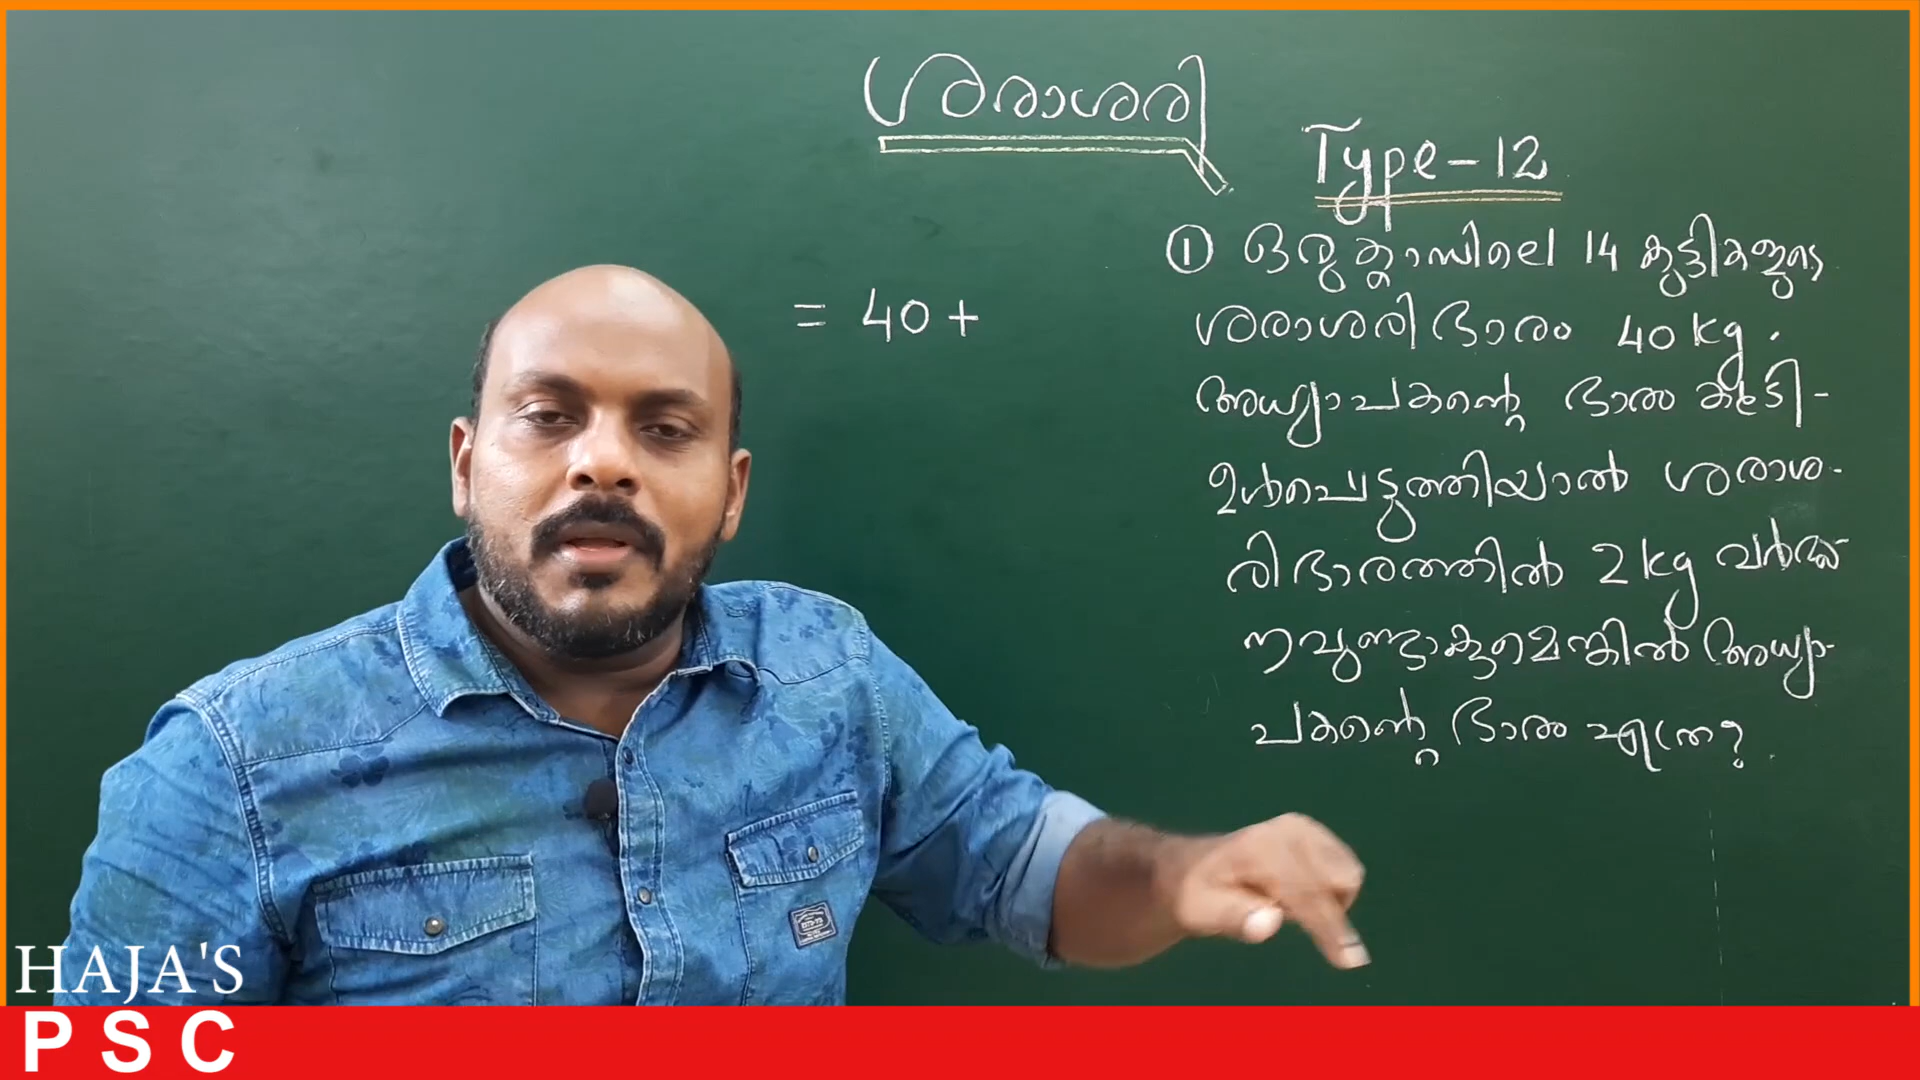 ശരാശരി
Type-12
① ഒരു ക്ലാസിലെ 14 കുട്ടികളുടെ
ശരാശരി ഭാരം 40 kg.
അധ്യാപകന്റെ ഭാരം കൂടി-
ഉൾപെടുത്തിയാൽ ശരാശ-
രി ഭാരത്തിൽ 2 kg വർദ്ധ
നവുണ്ടാകുമെങ്കിൽ അധ്യാ-
പകന്റെ ഭാരം എത്ര?
= 40 +
HAJA'S
PSC